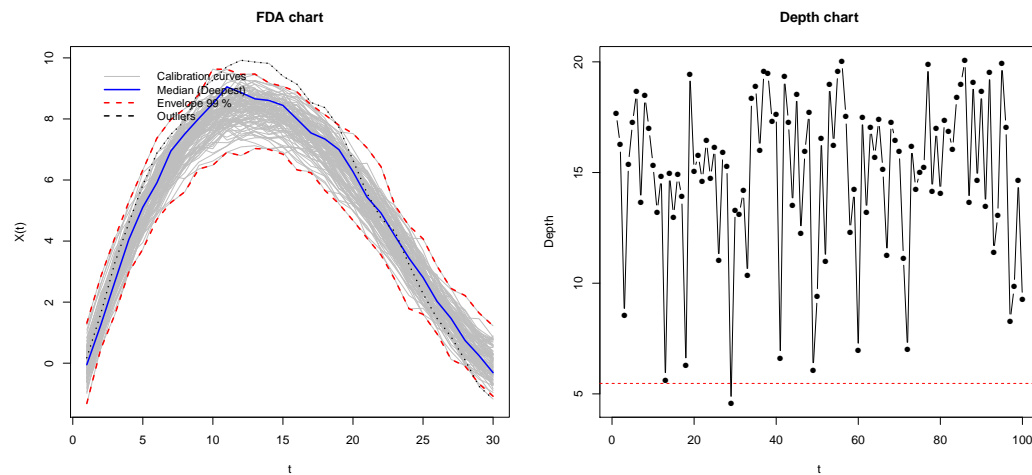 FDA chart
X(t)
10
8
6
4
2
0
Calibration curves
Median (Deepest)
Envelope 99 %
Outliers
0 5 10 15 20 25 30
t
Depth chart
Depth
20
15
10
5
0 20 40 60 80 100
t